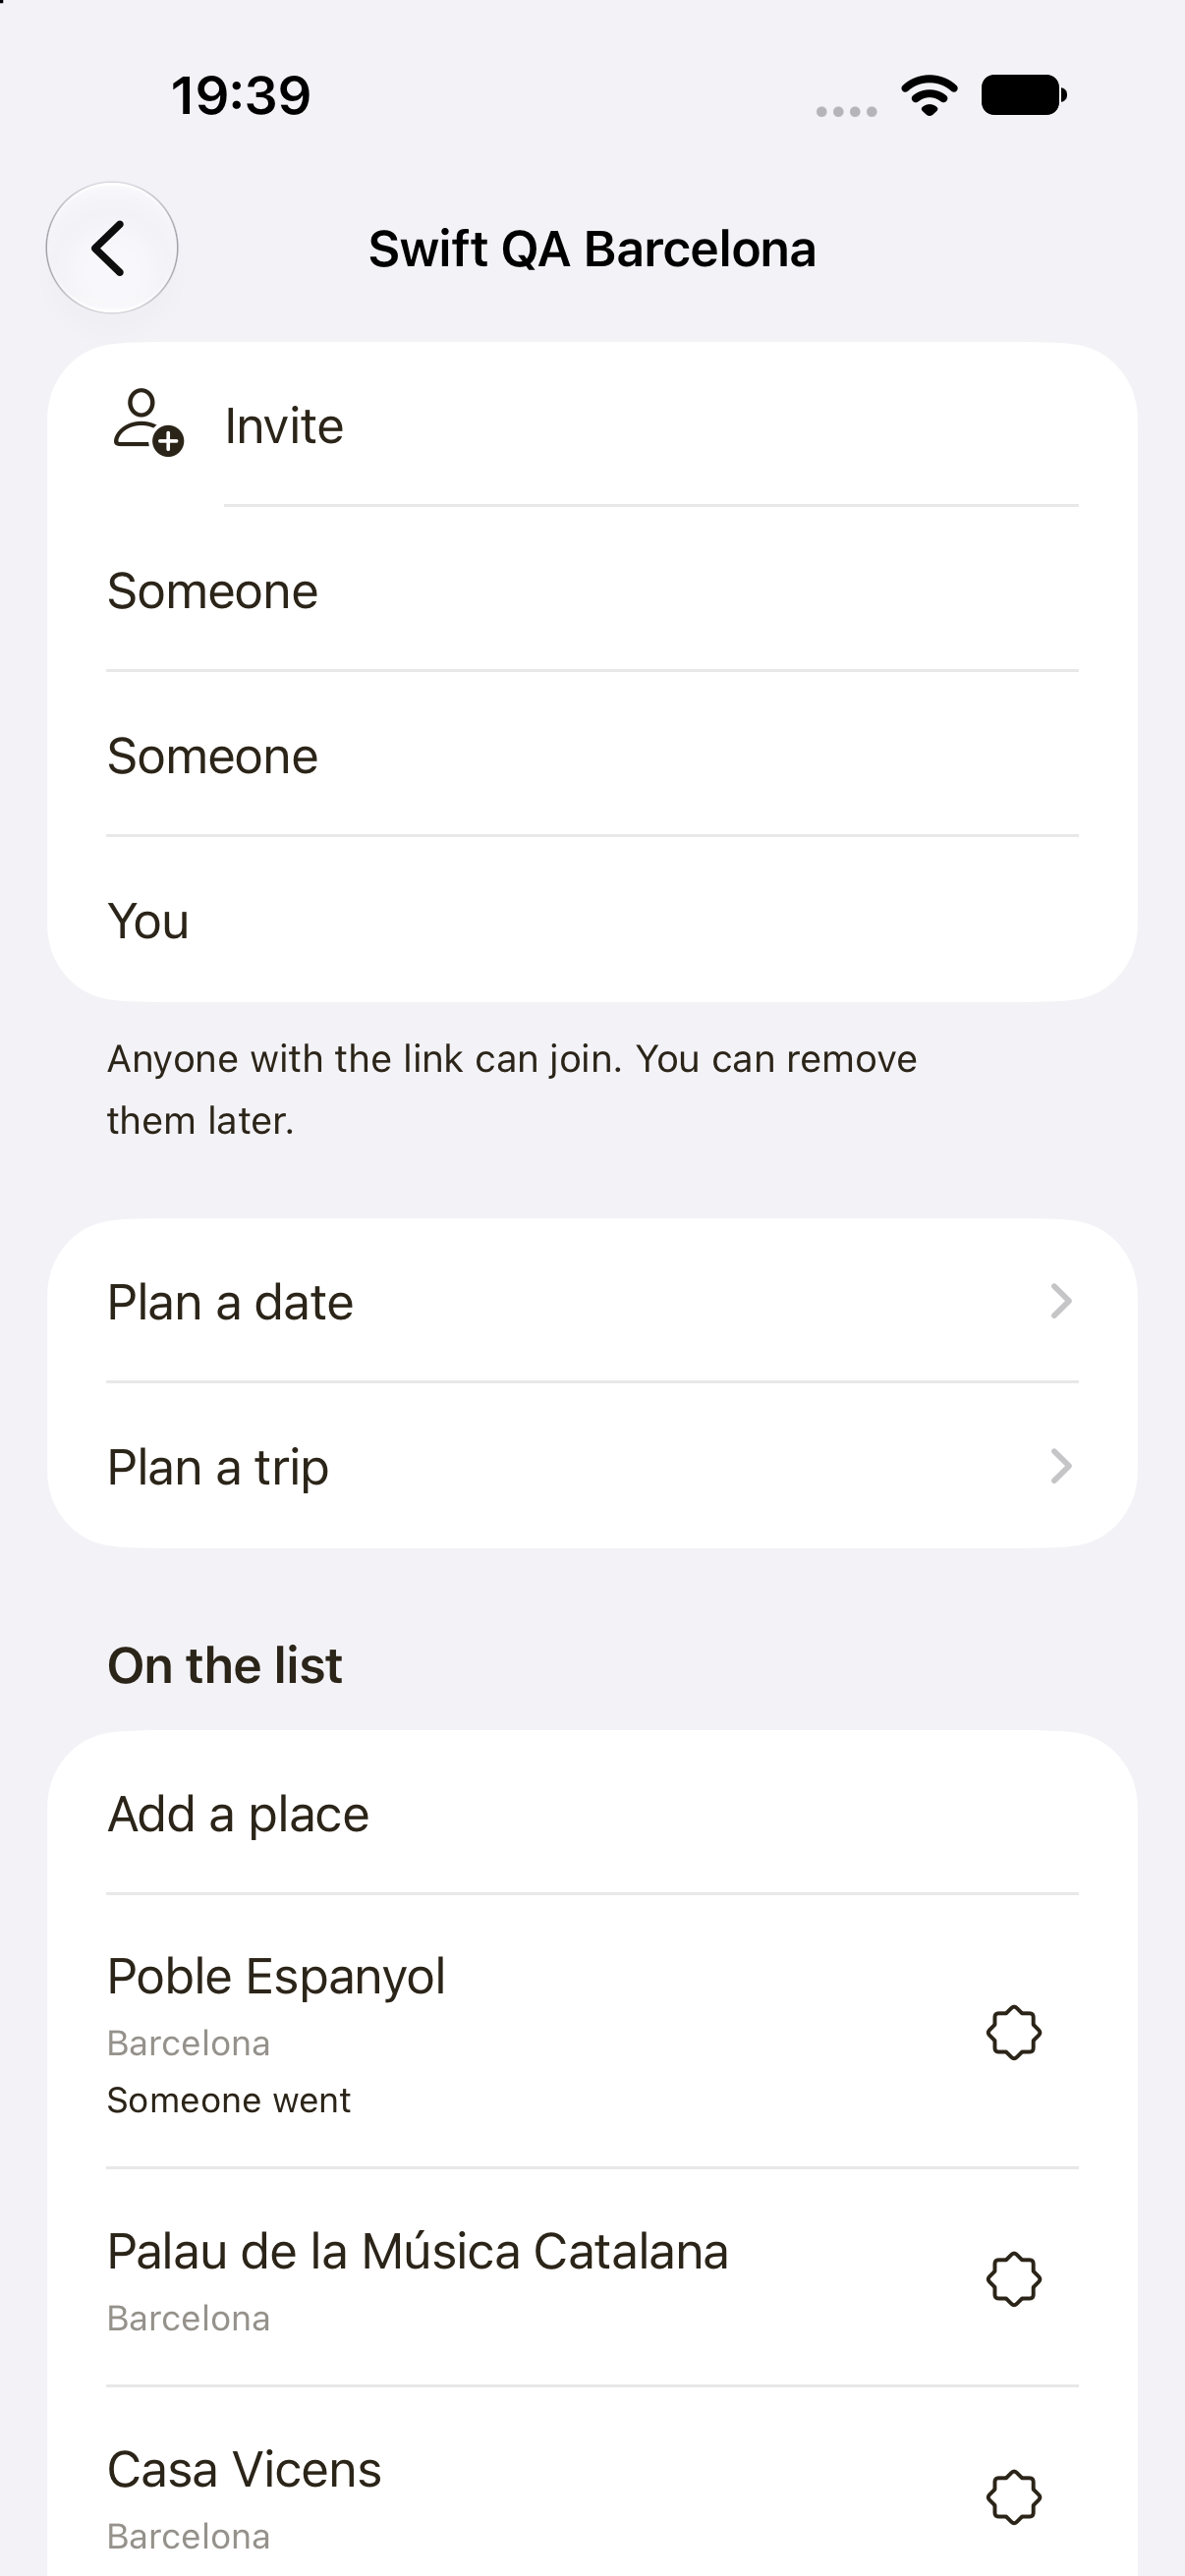 19:39
Swift QA Barcelona
Invite
Someone
Someone
You
Anyone with the link can join. You can remove
them later.
Plan a date
Plan a trip
On the list
Add a place
Poble Espanyol
Barcelona
Someone went
Palau de la Música Catalana
Barcelona
Casa Vicens
Barcelona